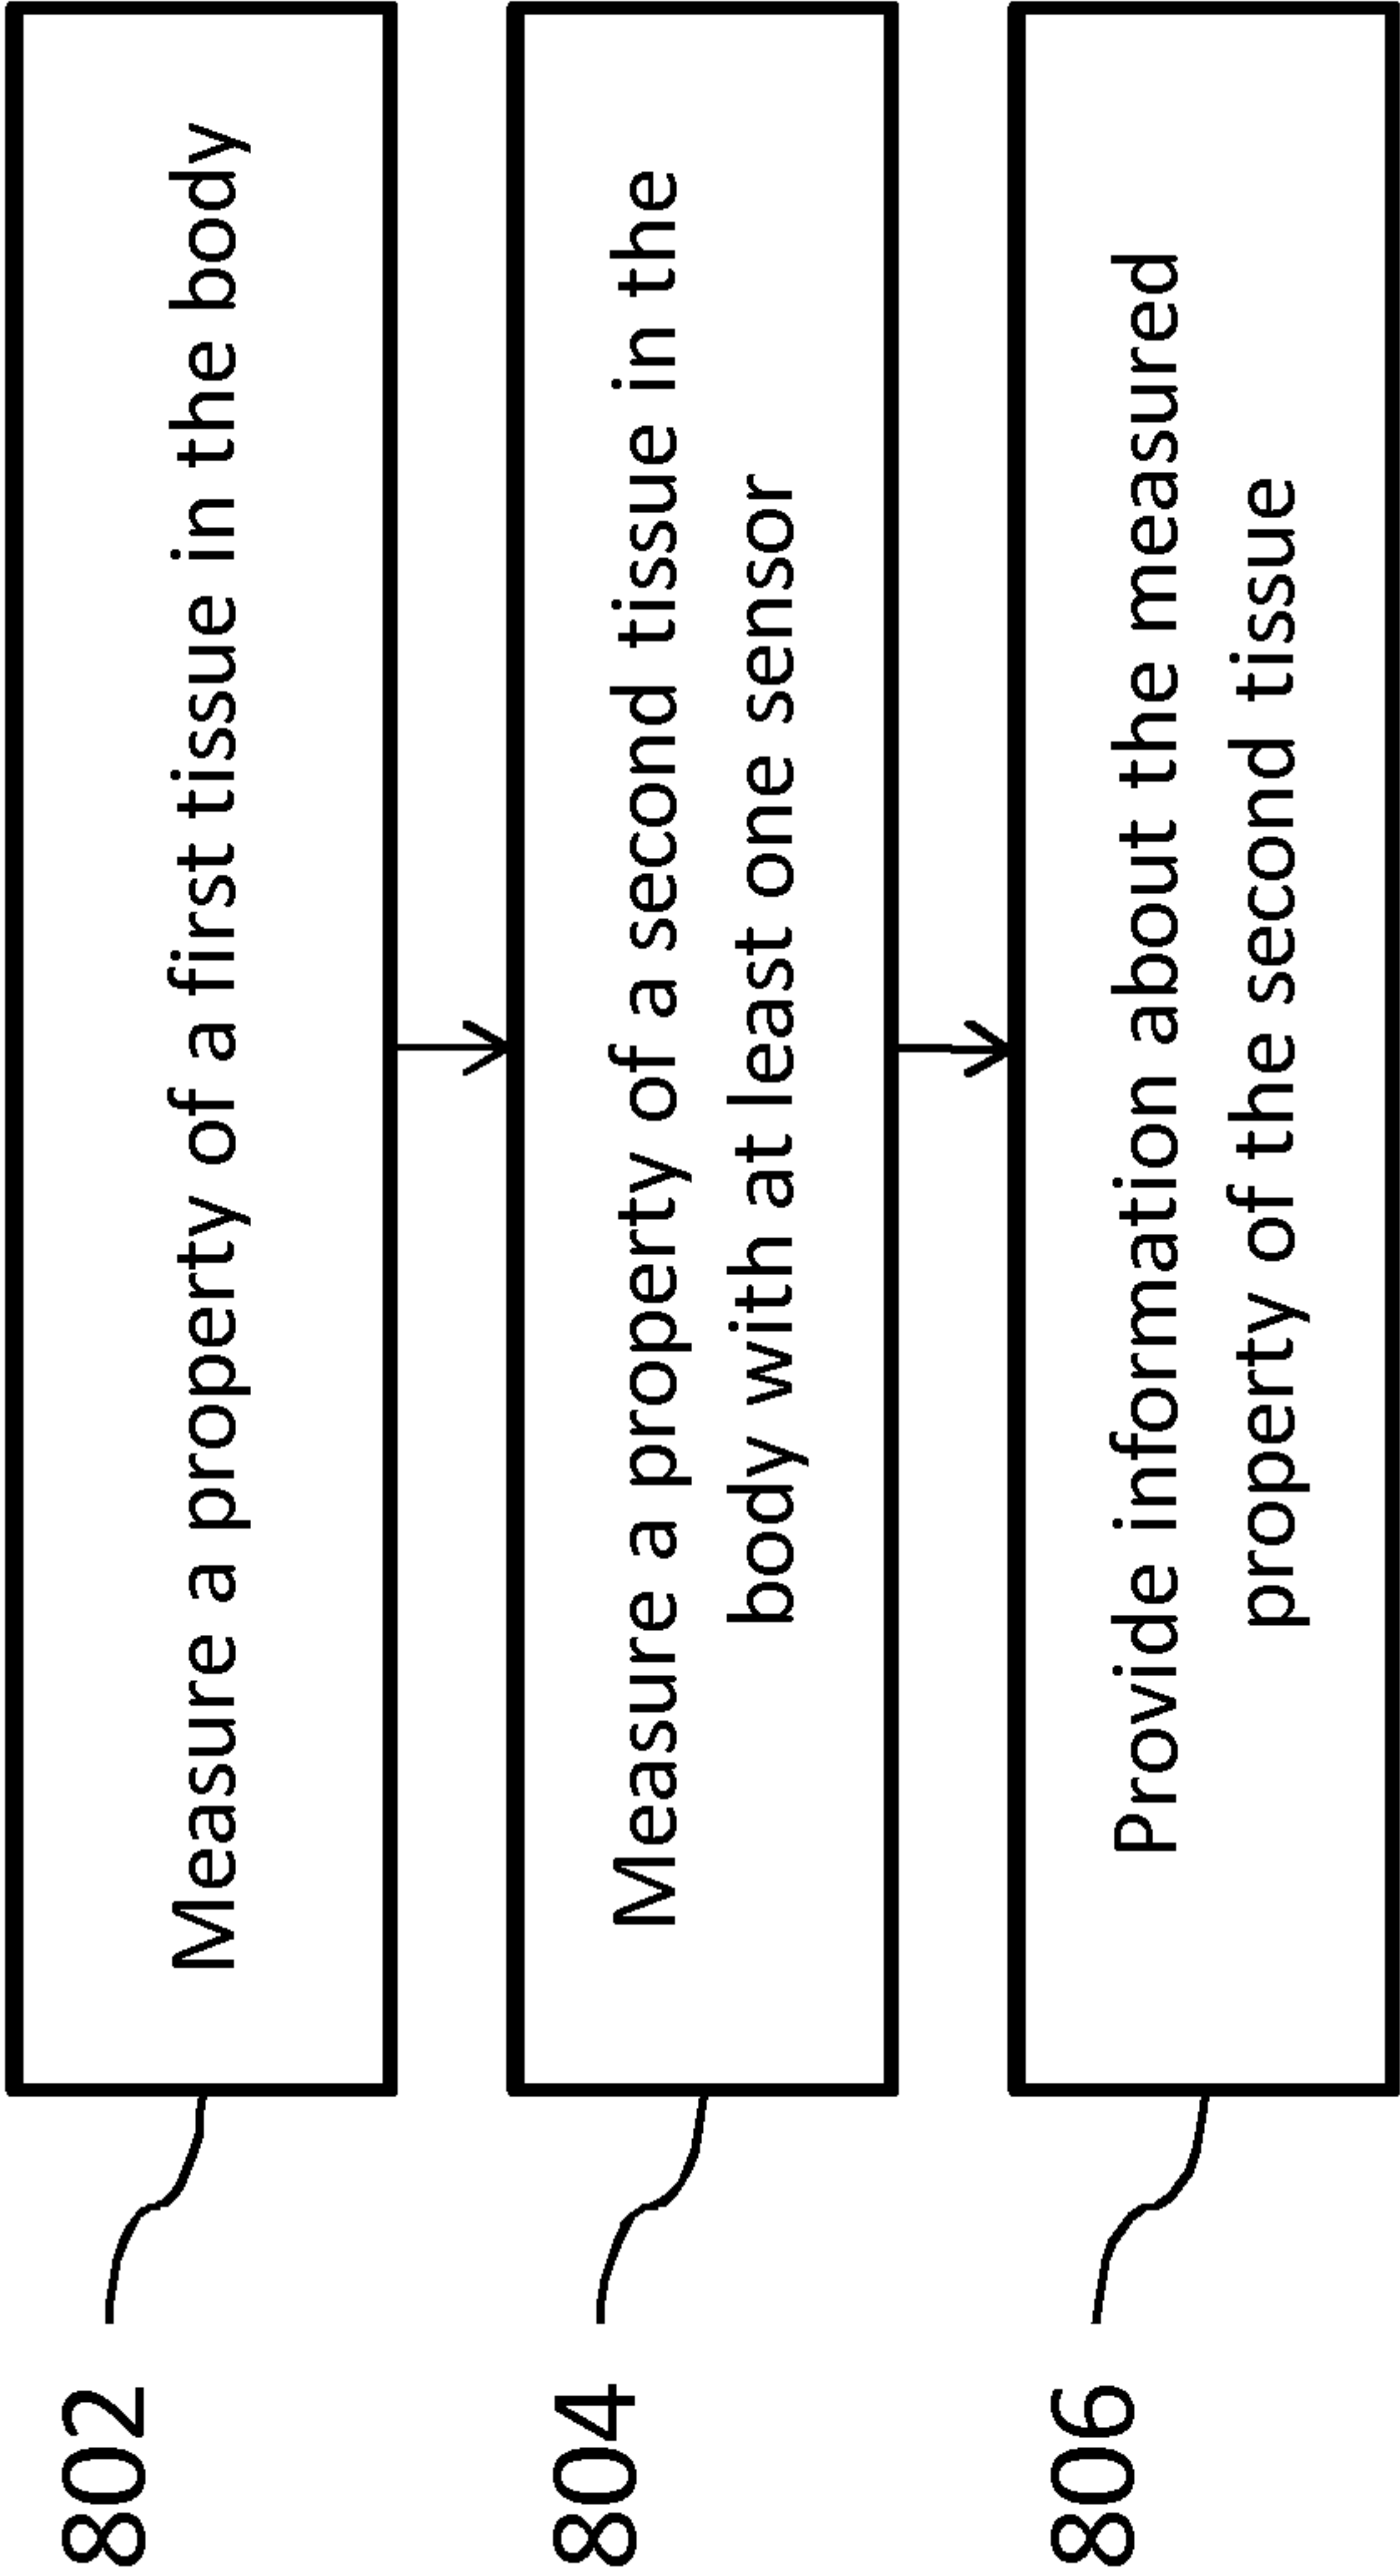 802
Measure a property of a first tissue in the body
804
Measure a property of a second tissue in the
body with at least one sensor
806
Provide information about the measured
property of the second tissue